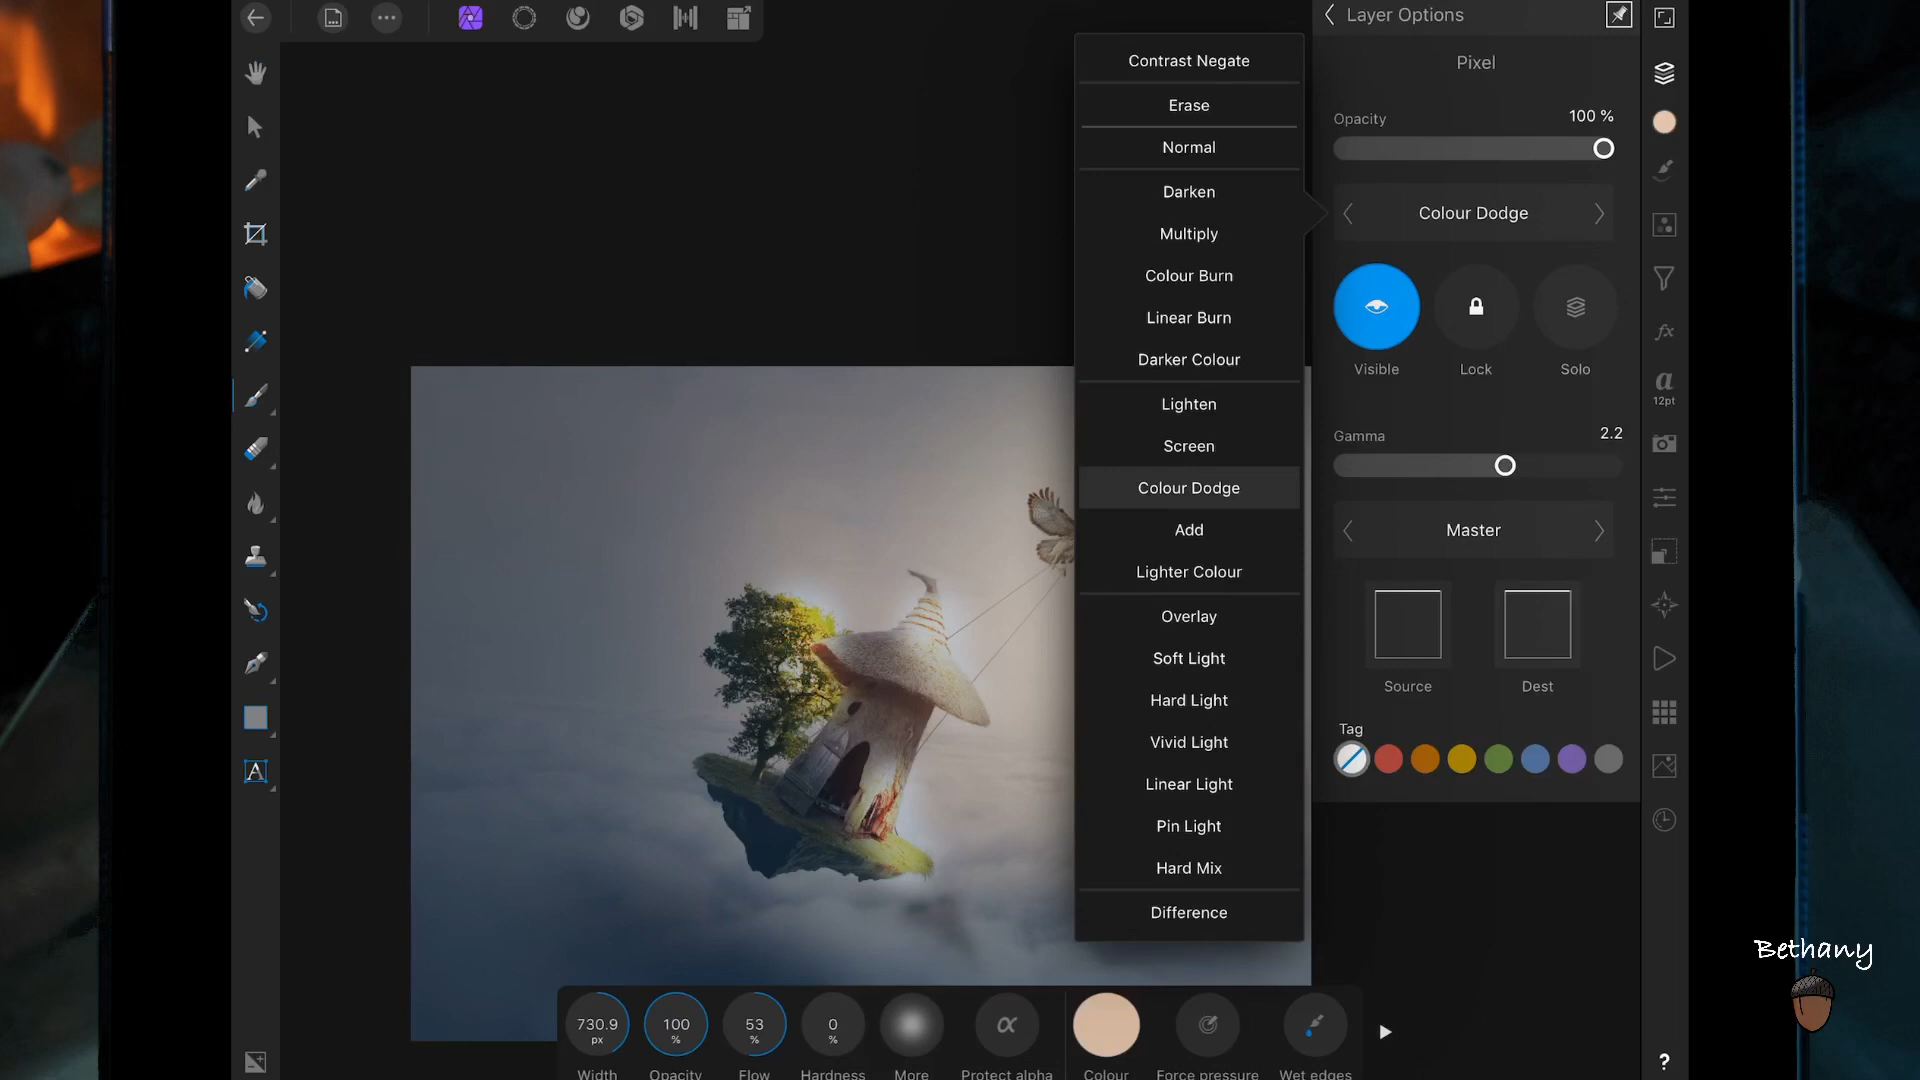 Layer Options
Pixel
Opacity
100 %
Colour Dodge
Visible
Lock
Solo
Gamma
2.2
Master
Source
Dest
Tag
Contrast Negate
Erase
Normal
Darken
Multiply
Colour Burn
Linear Burn
Darker Colour
Lighten
Screen
Colour Dodge
Add
Lighter Colour
Overlay
Soft Light
Hard Light
Vivid Light
Linear Light
Pin Light
Hard Mix
Difference
a
12pt
fx
A
730.9
px
100
%
53
%
0
%
α
Width
Opacity
Flow
Hardness
More
Protect alpha
Colour
Force pressure
Wet edges
?
Bethany